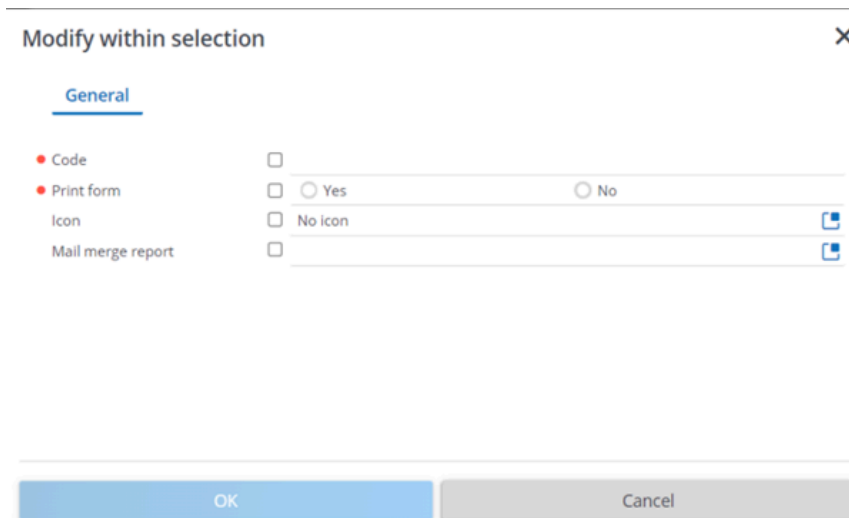 Modify within selection
General
Code
Print form Yes No
Icon No icon
Mail merge report
OK Cancel